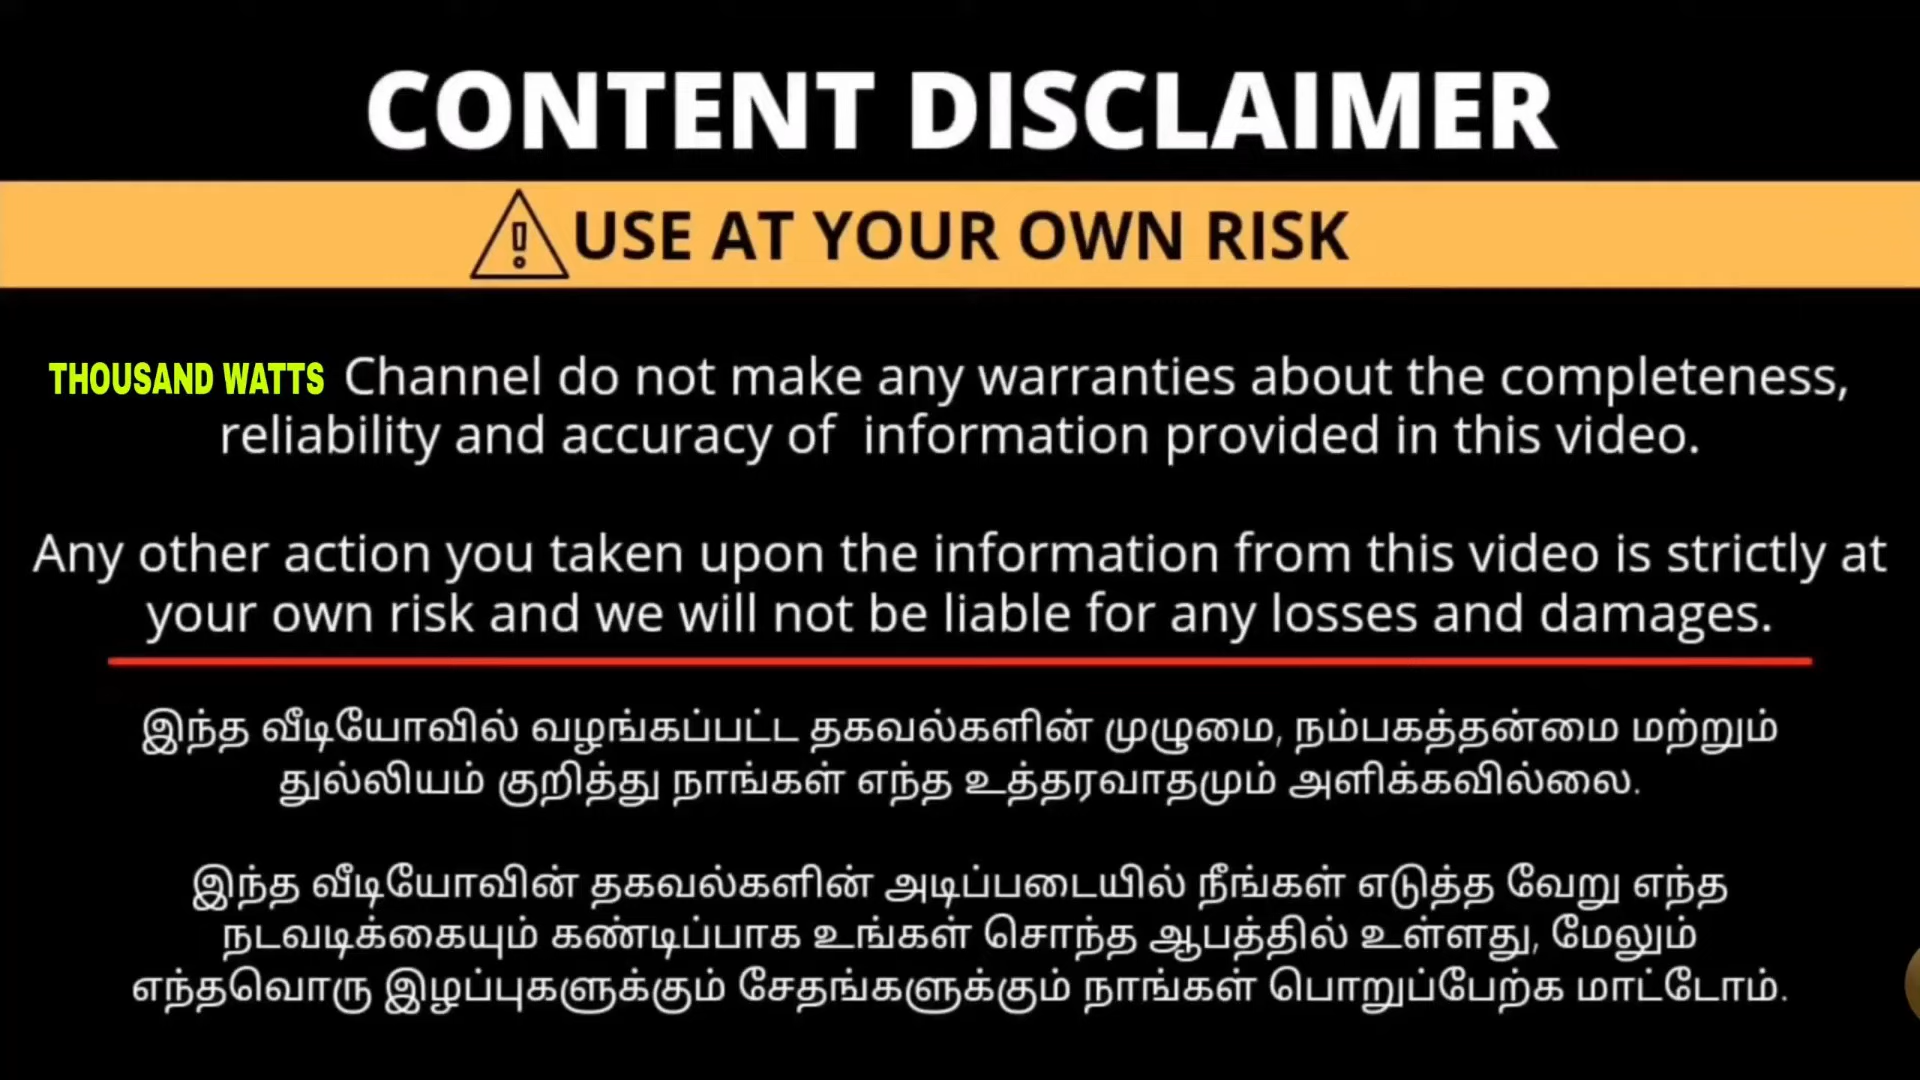 CONTENT DISCLAIMER
USE AT YOUR OWN RISK
THOUSAND WATTS Channel do not make any warranties about the completeness,
reliability and accuracy of information provided in this video.
Any other action you taken upon the information from this video is strictly at
your own risk and we will not be liable for any losses and damages.
இந்த வீடியோவில் வழங்கப்பட்ட தகவல்களின் முழுமை, நம்பகத்தன்மை மற்றும்
துல்லியம் குறித்து நாங்கள் எந்த உத்தரவாதமும் அளிக்கவில்லை.
இந்த வீடியோவின் தகவல்களின் அடிப்படையில் நீங்கள் எடுத்த வேறு எந்த
நடவடிக்கையும் கண்டிப்பாக உங்கள் சொந்த ஆபத்தில் உள்ளது, மேலும்
எந்தவொரு இழப்புகளுக்கும் சேதங்களுக்கும் நாங்கள் பொறுப்பேற்க மாட்டோம்.